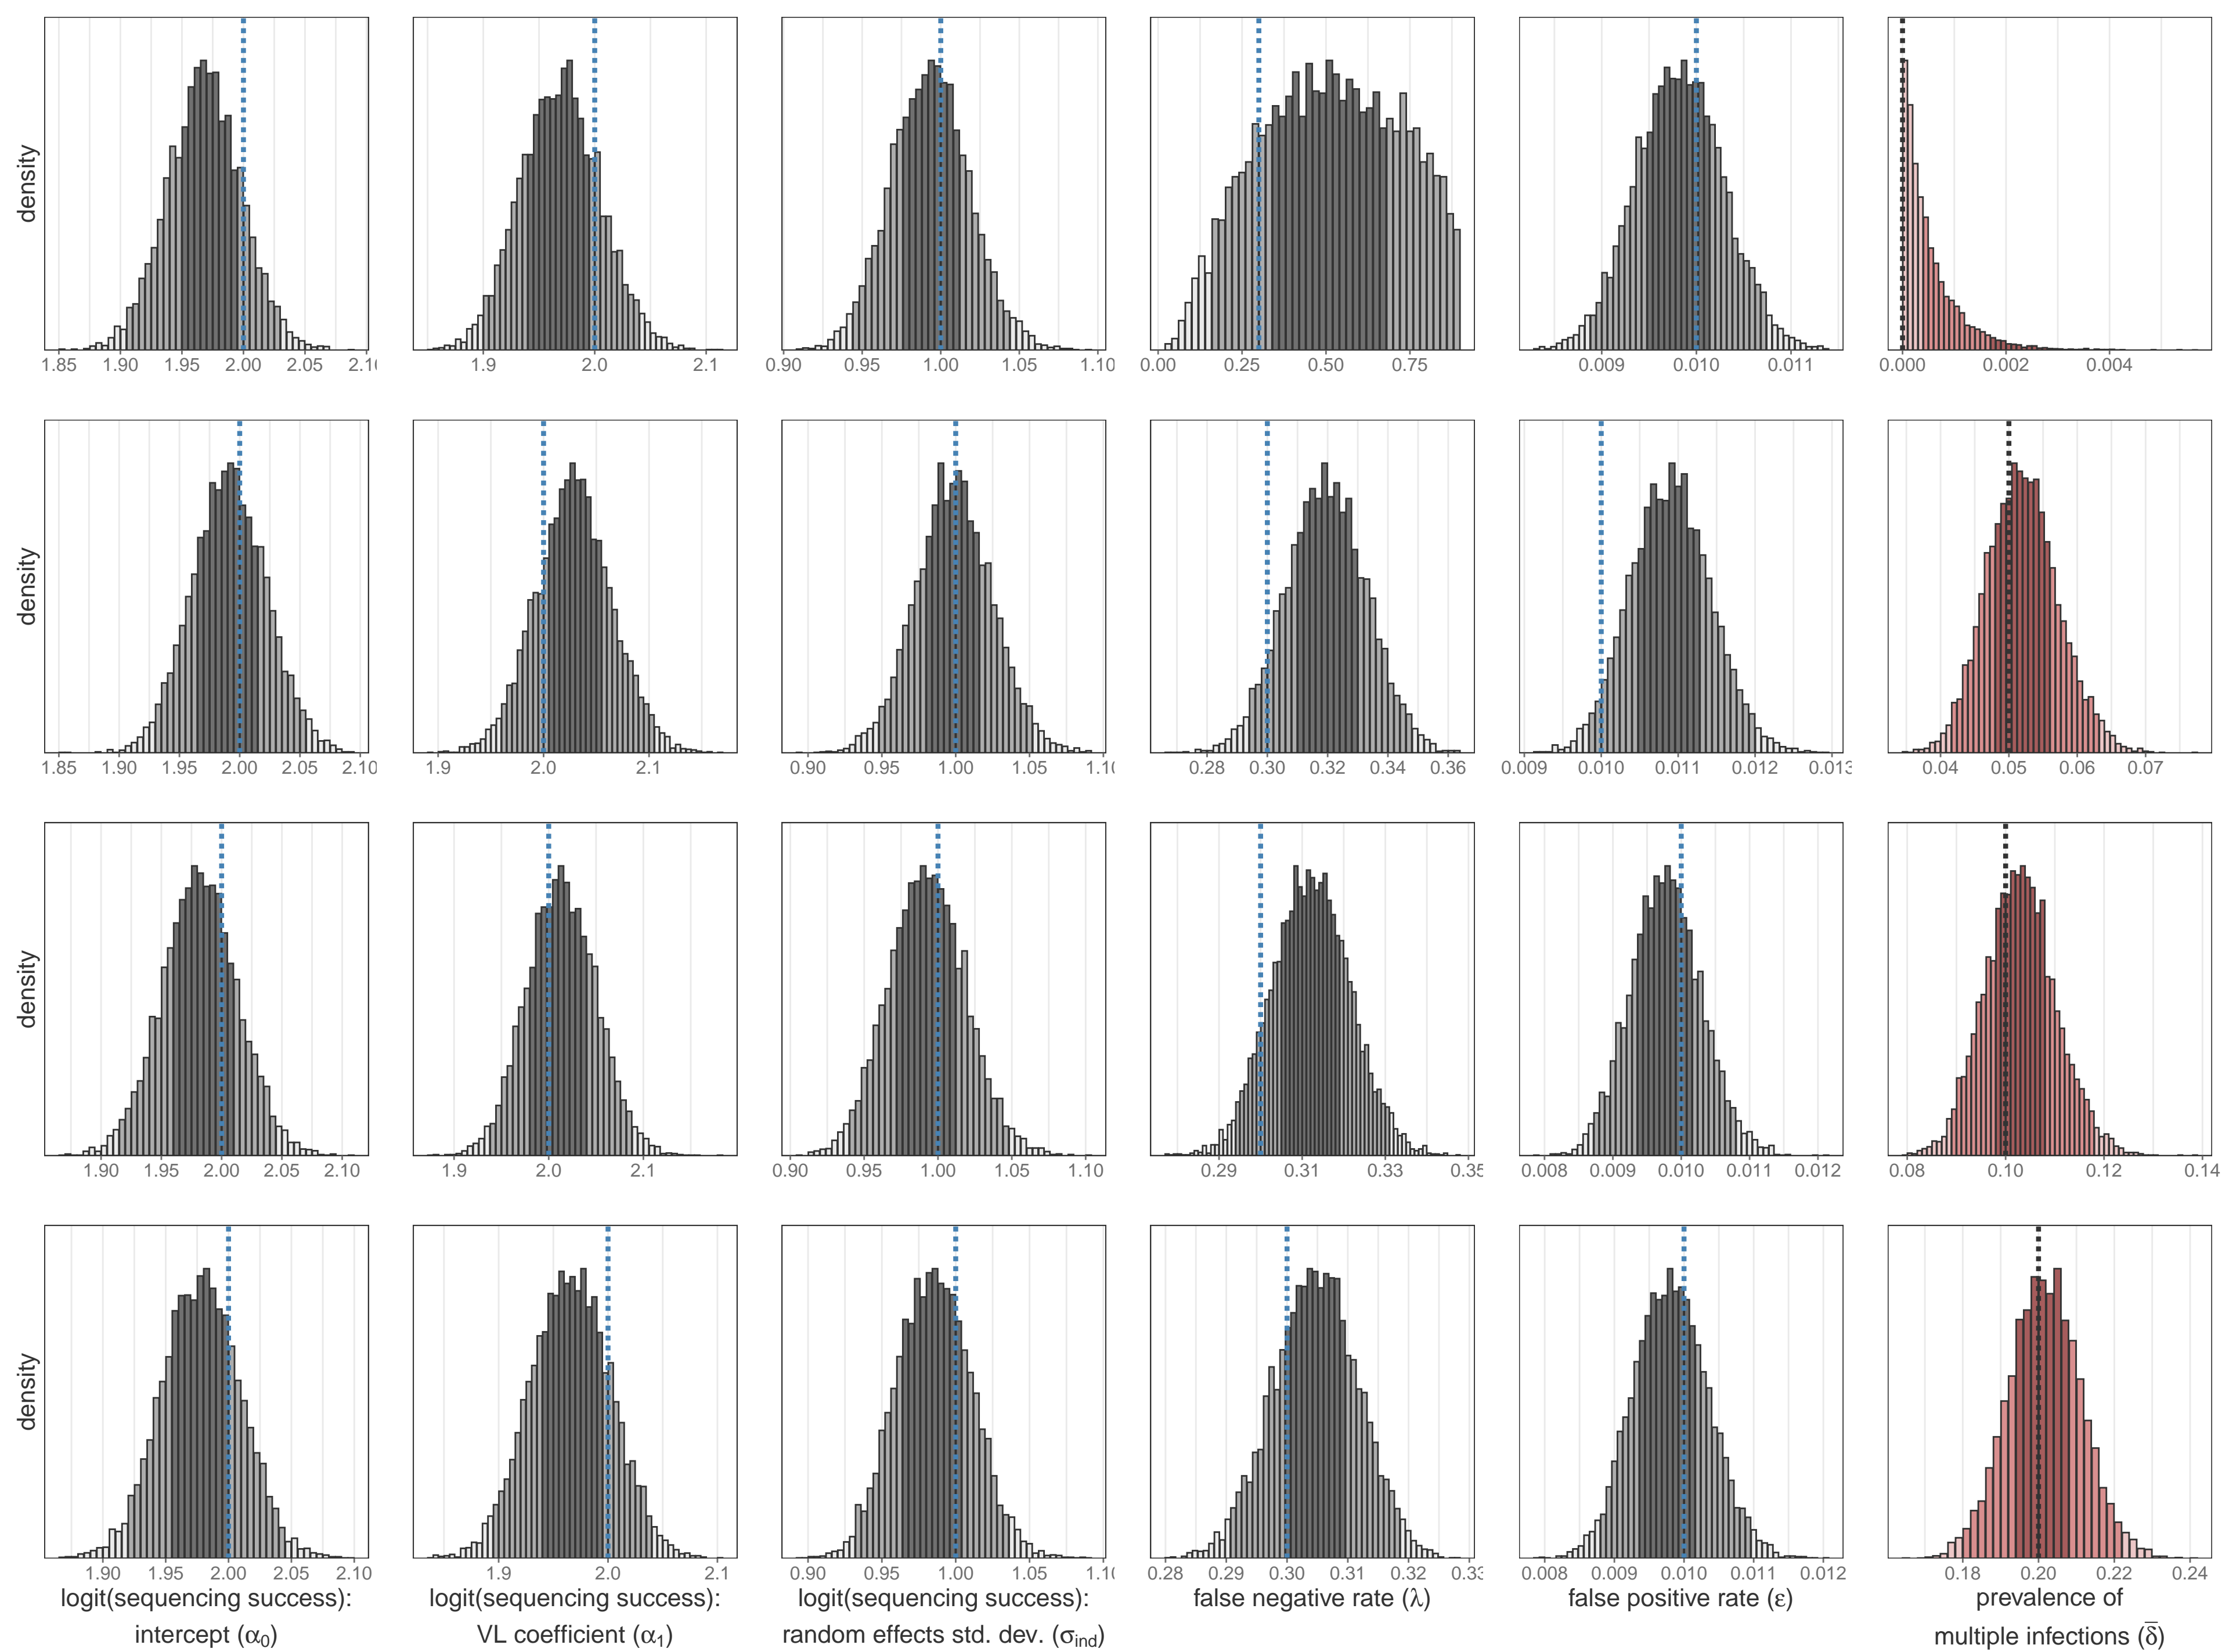 density
1.85 1.90 1.95 2.00 2.05 2.10
1.9 2.0 2.1
0.90 0.95 1.00 1.05 1.10
0.00 0.25 0.50 0.75
0.009 0.010 0.011
0.000 0.002 0.004
density
1.85 1.90 1.95 2.00 2.05 2.10
1.9 2.0 2.1
0.90 0.95 1.00 1.05 1.10
0.28 0.30 0.32 0.34 0.36
0.009 0.010 0.011 0.012 0.013
0.04 0.05 0.06 0.07
density
1.90 1.95 2.00 2.05 2.10
1.9 2.0 2.1
0.90 0.95 1.00 1.05 1.10
0.29 0.31 0.33 0.35
0.008 0.009 0.010 0.011 0.012
0.08 0.10 0.12 0.14
density
1.90 1.95 2.00 2.05 2.10
1.9 2.0 2.1
0.90 0.95 1.00 1.05 1.10
0.28 0.29 0.30 0.31 0.32 0.33
0.008 0.009 0.010 0.011 0.012
0.18 0.20 0.22 0.24
logit(sequencing success):
intercept (α₀)
logit(sequencing success):
VL coefficient (α₁)
logit(sequencing success):
random effects std. dev. (σind)
false negative rate (λ)
false positive rate (ε)
prevalence of
multiple infections (δ̅)